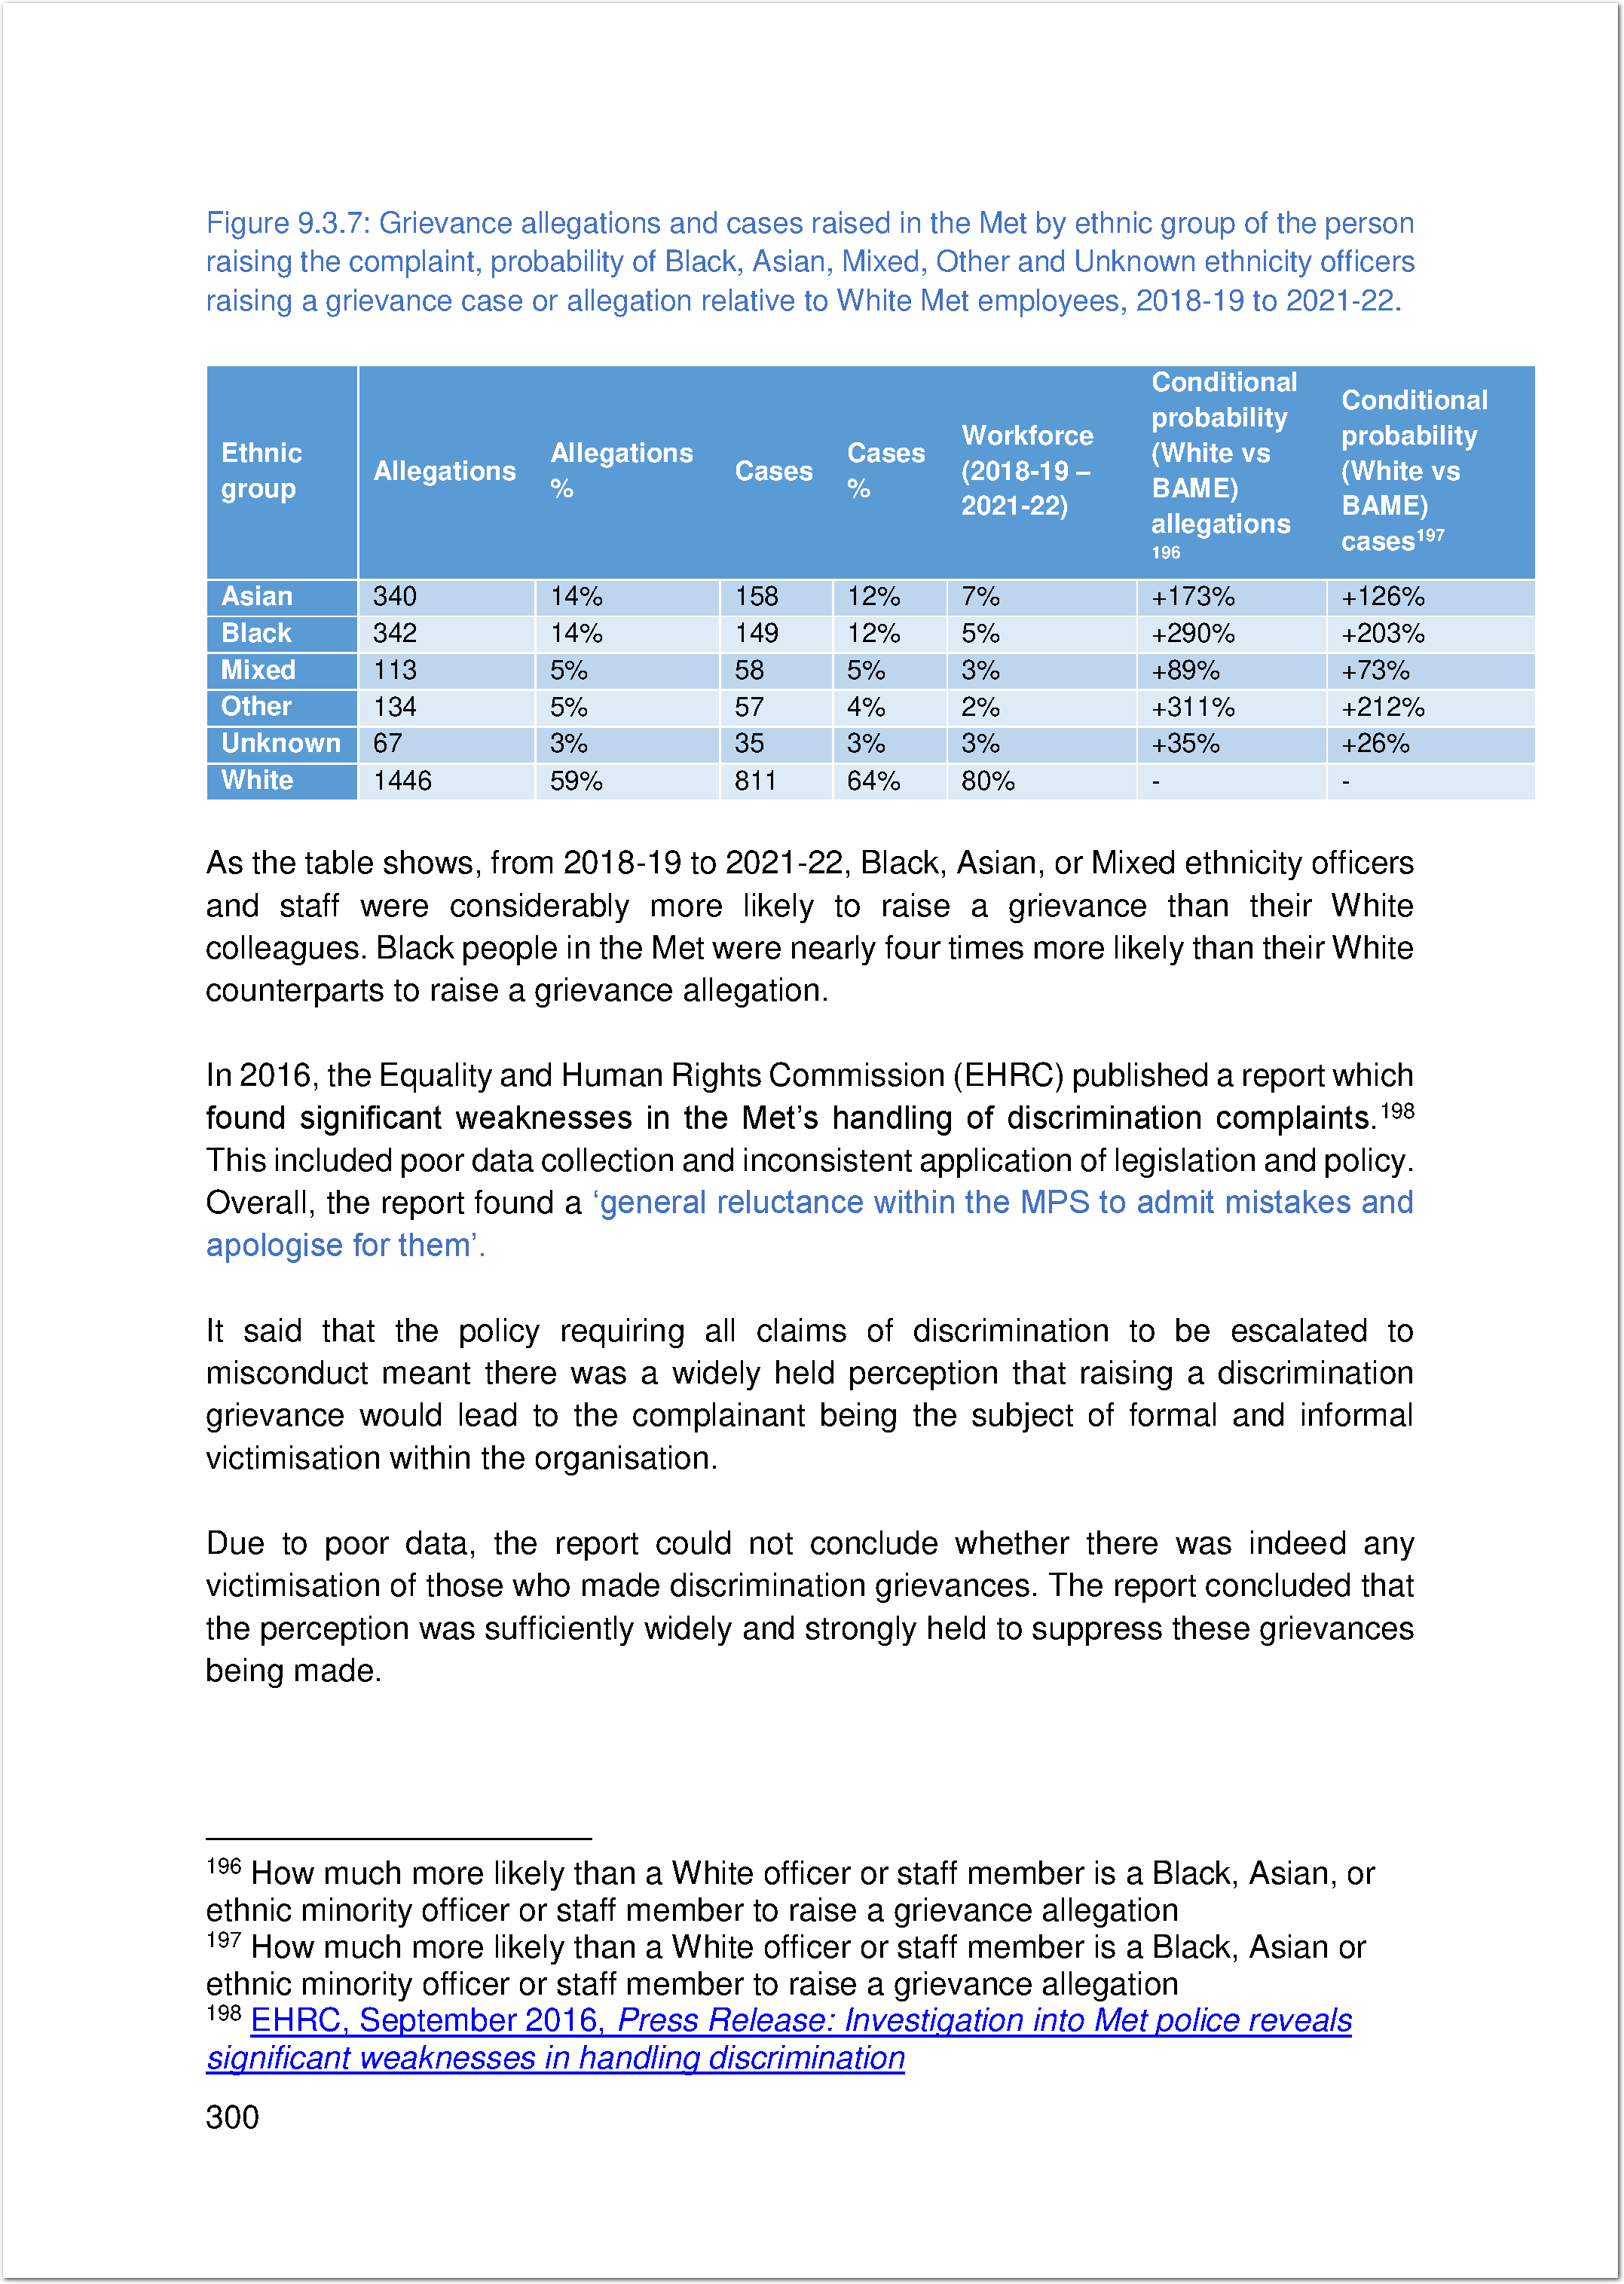 Figure 9.3.7: Grievance allegations and cases raised in the Met by ethnic group of the person
raising the complaint, probability of Black, Asian, Mixed, Other and Unknown ethnicity officers
raising a grievance case or allegation relative to White Met employees, 2018-19 to 2021-22.
Ethnic group | Allegations | Allegations % | Cases | Cases % | Workforce (2018-19 – 2021-22) | Conditional probability (White vs BAME) allegations 196 | Conditional probability (White vs BAME) cases197
Asian | 340 | 14% | 158 | 12% | 7% | +173% | +126%
Black | 342 | 14% | 149 | 12% | 5% | +290% | +203%
Mixed | 113 | 5% | 58 | 5% | 3% | +89% | +73%
Other | 134 | 5% | 57 | 4% | 2% | +311% | +212%
Unknown | 67 | 3% | 35 | 3% | 3% | +35% | +26%
White | 1446 | 59% | 811 | 64% | 80% | - | -
As the table shows, from 2018-19 to 2021-22, Black, Asian, or Mixed ethnicity officers
and staff were considerably more likely to raise a grievance than their White
colleagues. Black people in the Met were nearly four times more likely than their White
counterparts to raise a grievance allegation.
In 2016, the Equality and Human Rights Commission (EHRC) published a report which
found significant weaknesses in the Met’s handling of discrimination complaints.198
This included poor data collection and inconsistent application of legislation and policy.
Overall, the report found a ‘general reluctance within the MPS to admit mistakes and
apologise for them’.
It said that the policy requiring all claims of discrimination to be escalated to
misconduct meant there was a widely held perception that raising a discrimination
grievance would lead to the complainant being the subject of formal and informal
victimisation within the organisation.
Due to poor data, the report could not conclude whether there was indeed any
victimisation of those who made discrimination grievances. The report concluded that
the perception was sufficiently widely and strongly held to suppress these grievances
being made.
196 How much more likely than a White officer or staff member is a Black, Asian, or
ethnic minority officer or staff member to raise a grievance allegation
197 How much more likely than a White officer or staff member is a Black, Asian or
ethnic minority officer or staff member to raise a grievance allegation
198 EHRC, September 2016, Press Release: Investigation into Met police reveals
significant weaknesses in handling discrimination
300